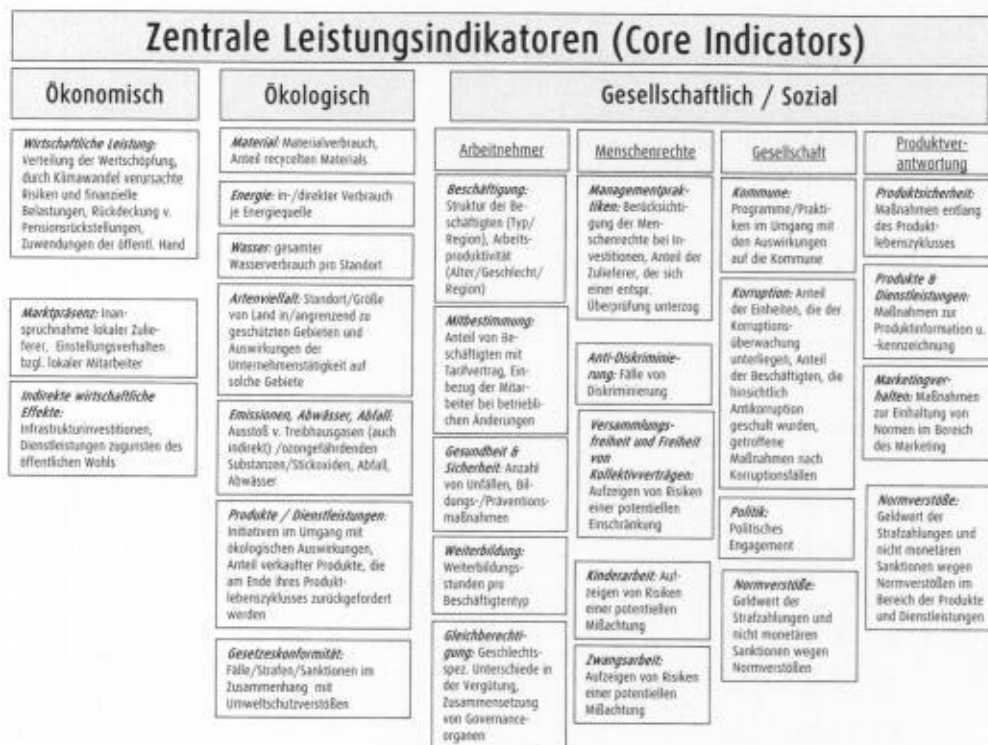 Zentrale Leistungsindikatoren (Core Indicators)
Ökonomisch
Wirtschaftliche Leistung:
Verteilung der Wertschöpfung,
durch Klimawandel verursachte
Risiken und finanzielle
Belastungen, Rückdeckung v.
Pensionsrückstellungen,
Zuwendungen der öffentl. Hand
Marktpräsenz: Inan-
spruchnahme lokaler Zulie-
ferer, Einstellungsverhalten
bzgl. lokaler Mitarbeiter
Indirekte wirtschaftliche
Effekte:
Infrastrukturinvestitionen,
Dienstleistungen zugunsten des
öffentlichen Wohls
Ökologisch
Material: Materialverbrauch,
Anteil recycelten Materials
Energie: in-/direkter Verbrauch
je Energiequelle
Wasser: gesamter
Wasserverbrauch pro Standort
Artenvielfalt: Standort/Größe
von Land in/angrenzend zu
geschützten Gebieten und
Auswirkungen der
Unternehmenstätigkeit auf
solche Gebiete
Emissionen, Abwässer, Abfall:
Ausstoß v. Treibhausgasen (auch
indirekt) /ozongefährdenden
Substanzen/Stickoxiden, Abfall,
Abwässer
Produkte / Dienstleistungen:
Initiativen im Umgang mit
ökologischen Auswirkungen,
Anteil verkaufter Produkte, die
am Ende ihres Produkt-
lebenszyklusses zurückgefordert
werden
Gesetzeskonformität:
Fälle/Strafen/Sanktionen im
Zusammenhang mit
Umweltschutzverstößen
Gesellschaftlich / Sozial
Arbeitnehmer
Beschäftigung:
Struktur der Be-
schäftigten (Typ/
Region), Arbeits-
produktivität
(Alter/Geschlecht/
Region)
Mitbestimmung:
Anteil von Be-
schäftigten mit
Tarifvertrag, Ein-
bezug der Mitar-
beiter bei betriebli-
chen Änderungen
Gesundheit &
Sicherheit: Anzahl
von Unfällen, Bil-
dungs-/Präventions-
maßnahmen
Weiterbildung:
Weiterbildungs-
stunden pro
Beschäftigtentyp
Gleichberechti-
gung: Geschlechts-
spez. Unterschiede in
der Vergütung,
Zusammensetzung
von Governance-
organen
Menschenrechte
Managementprak-
tiken: Berücksichti-
gung der Men-
schenrechte bei In-
vestitionen, Anteil der
Zulieferer, der sich
einer entspr.
Überprüfung unterzog
Anti-Diskriminie-
rung: Fälle von
Diskriminierung
Versammlungs-
freiheit und Freiheit
von
Kollektivverträgen:
Aufzeigen von Risiken
einer potentiellen
Einschränkung
Kinderarbeit: Auf-
zeigen von Risiken
einer potentiellen
Mißachtung
Zwangsarbeit:
Aufzeigen von Risiken
einer potentiellen
Mißachtung
Gesellschaft
Kommune:
Programme/Prakti-
ken im Umgang mit
den Auswirkungen
auf die Kommune
Korruption: Anteil
der Einheiten, die der
Korruptions-
überwachung
unterliegen, Anteil
der Beschäftigten, die
hinsichtlich
Antikorruption
geschult wurden,
getroffene
Maßnahmen nach
Korruptionsfällen
Politik:
Politisches
Engagement
Normverstöße:
Geldwert der
Strafzahlungen und
nicht monetären
Sanktionen wegen
Normverstößen
Produktver-
antwortung
Produktsicherheit:
Maßnahmen entlang
des Produkt-
lebenszyklusses
Produkte &
Dienstleistungen:
Maßnahmen zur
Produktinformation u.
-kennzeichnung
Marketingver-
halten: Maßnahmen
zur Einhaltung von
Normen im Bereich
des Marketing
Normverstöße:
Geldwert der
Strafzahlungen und
nicht monetären
Sanktionen wegen
Normverstößen im
Bereich der Produkte
und Dienstleistungen